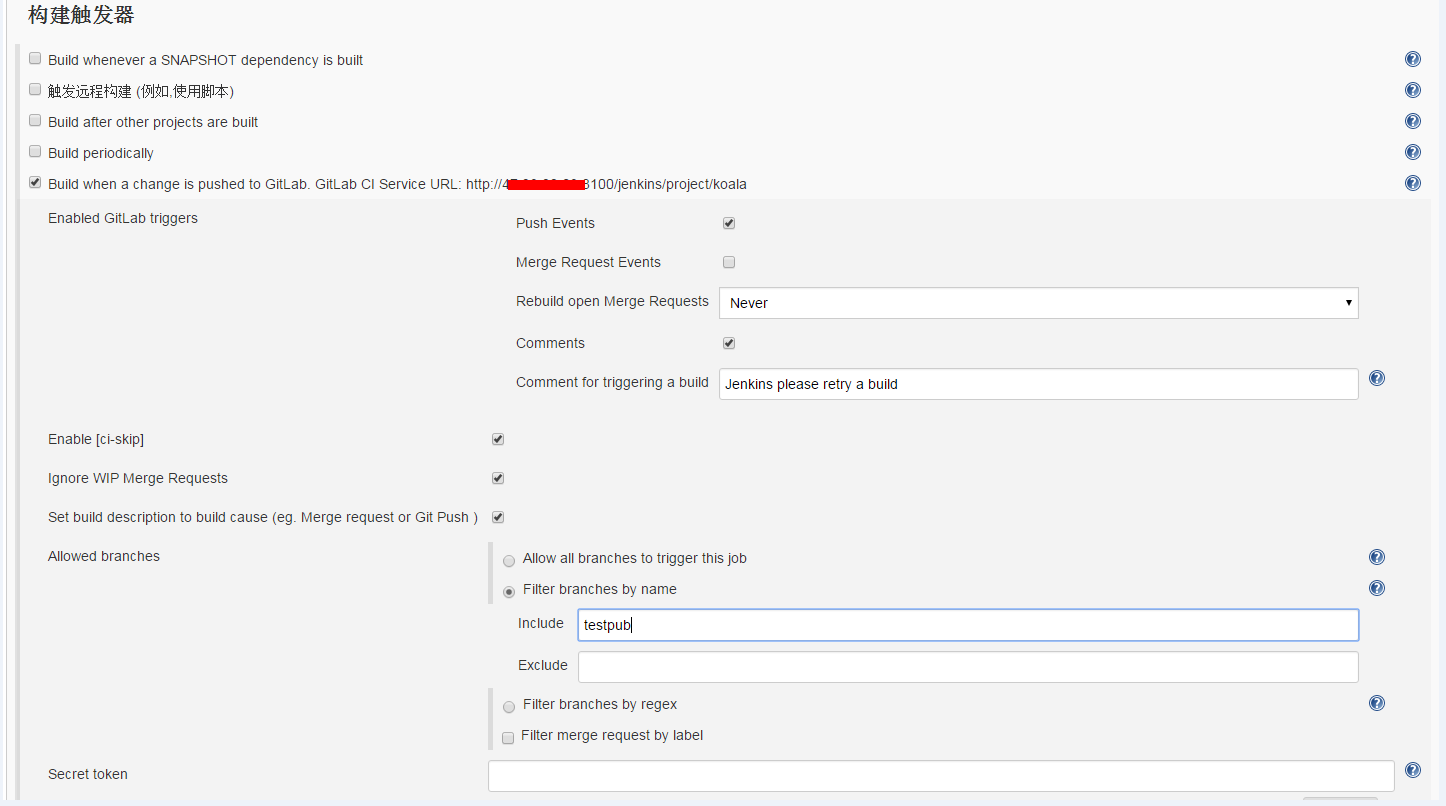 构建触发器
Build whenever a SNAPSHOT dependency is built
触发远程构建 (例如,使用脚本)
Build after other projects are built
Build periodically
Build when a change is pushed to GitLab. GitLab CI Service URL: http://4 100/jenkins/project/koala
Enabled GitLab triggers
Push Events
Merge Request Events
Rebuild open Merge Requests Never
Comments
Comment for triggering a build Jenkins please retry a build
Enable [ci-skip]
Ignore WIP Merge Requests
Set build description to build cause (eg. Merge request or Git Push )
Allowed branches
Allow all branches to trigger this job
Filter branches by name
Include testpub
Exclude
Filter branches by regex
Filter merge request by label
Secret token